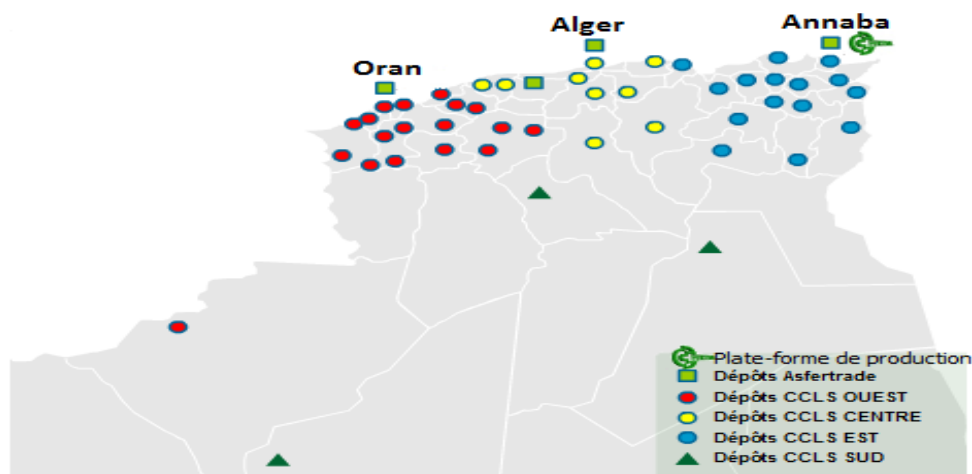 Alger
Annaba
Oran
Plate-forme de production
Dépôts Asfertrade
Dépôts CCLS OUEST
Dépôts CCLS CENTRE
Dépôts CCLS EST
Dépôts CCLS SUD